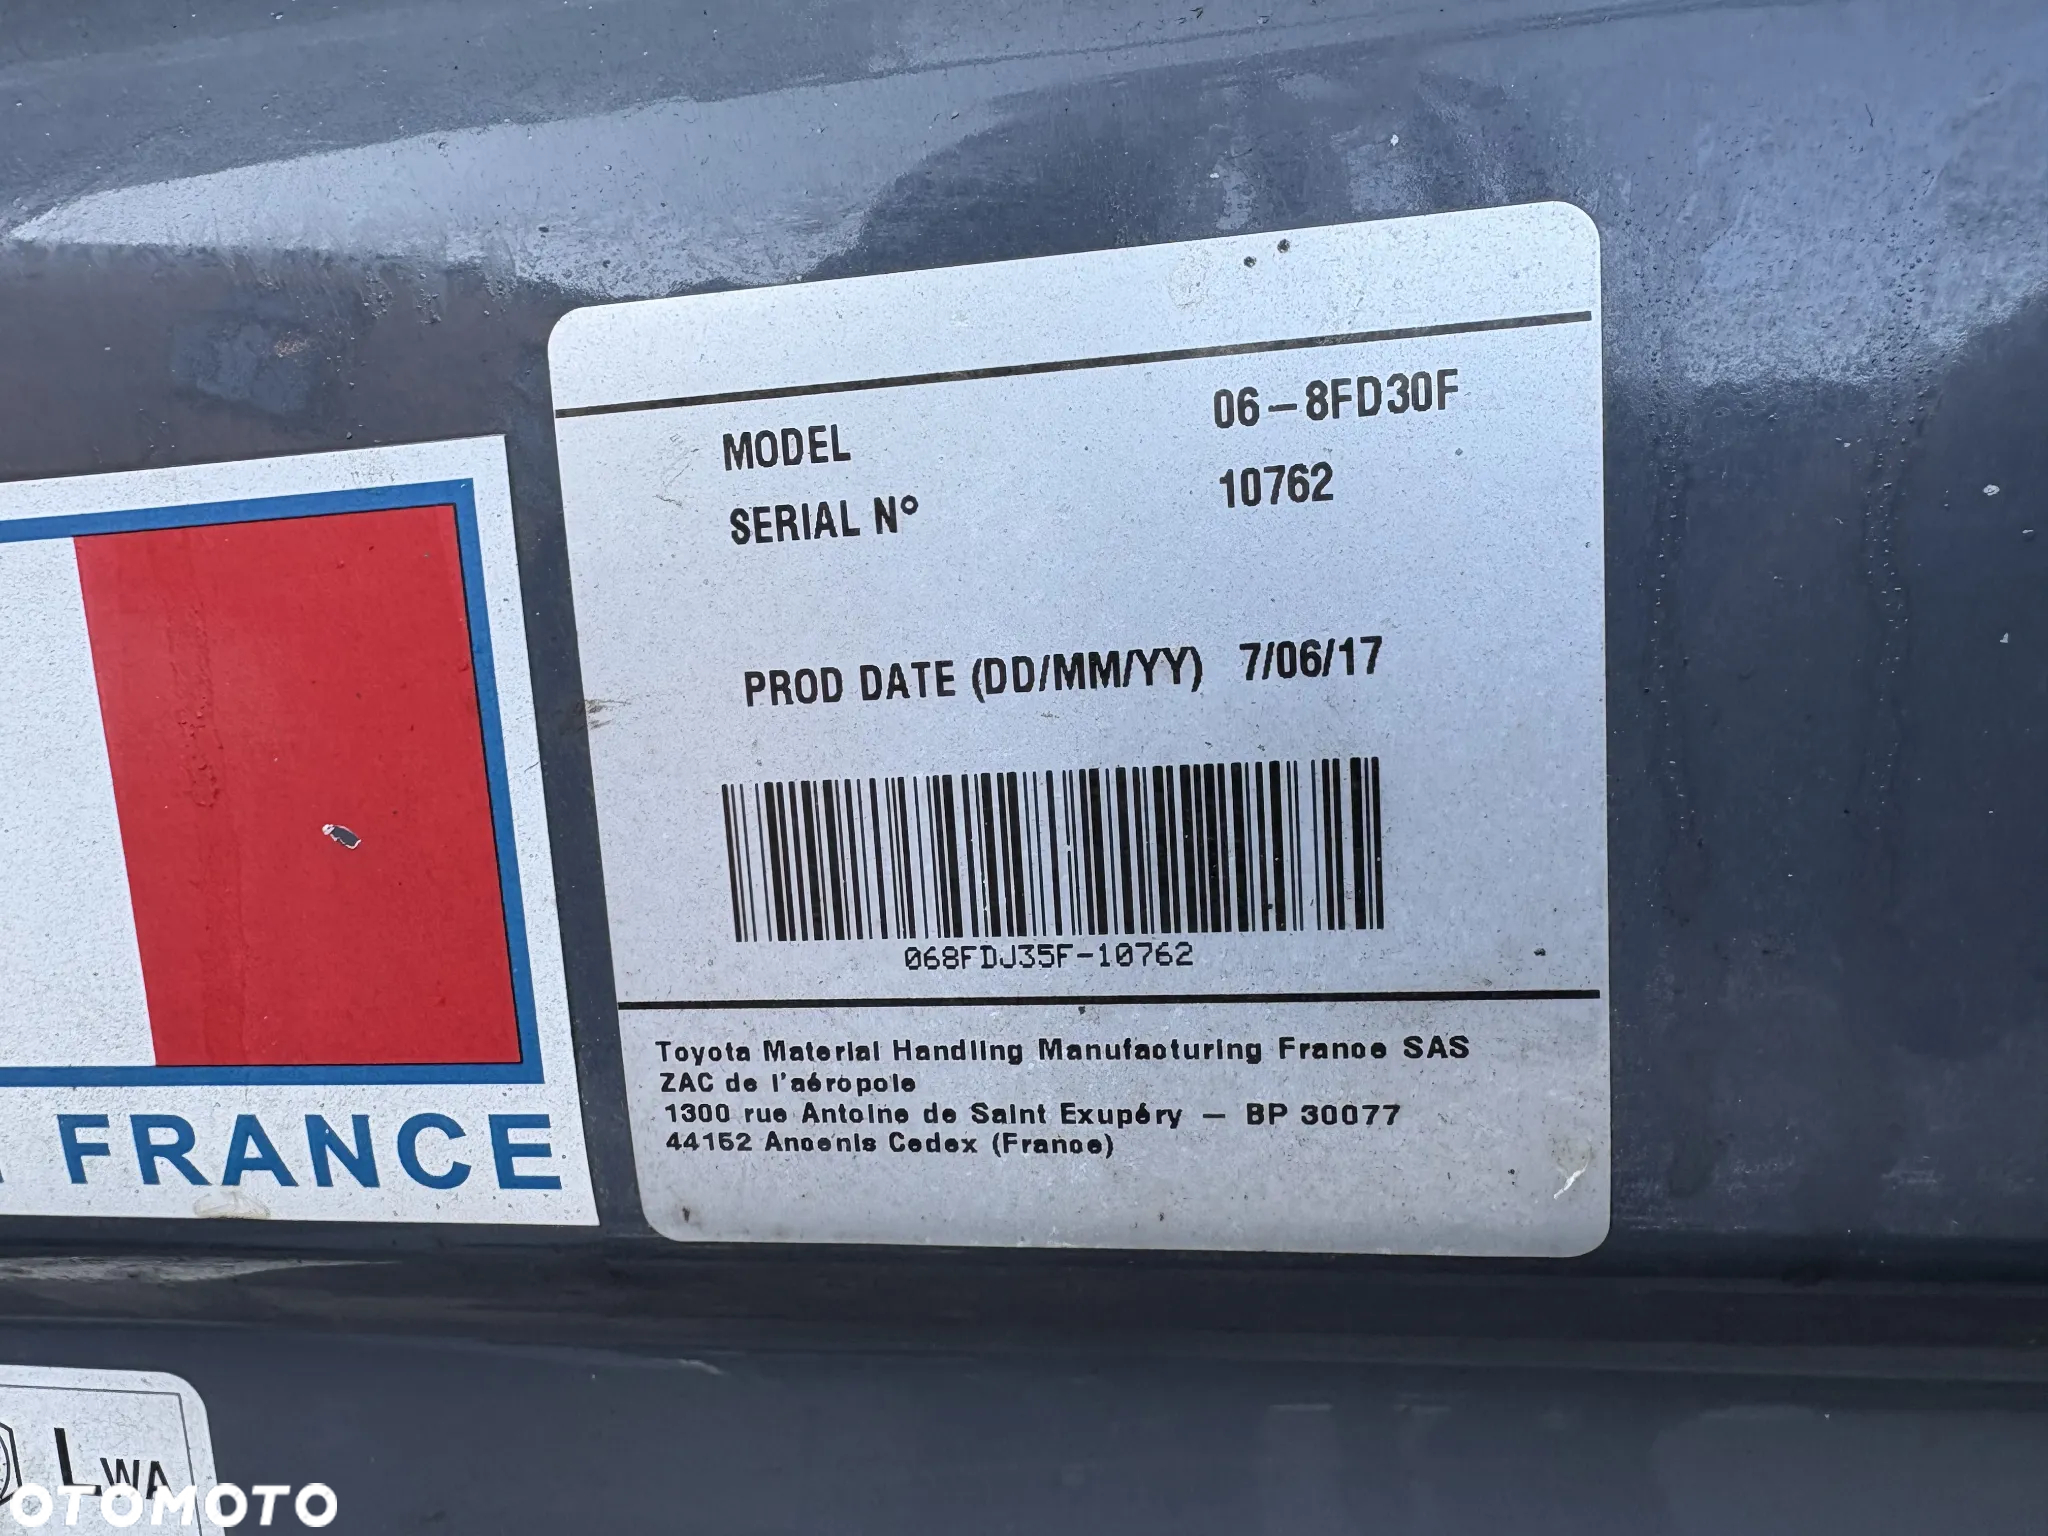 MODEL 06-8FD30F
SERIAL N° 10762
PROD DATE (DD/MM/YY) 7/06/17
068FDJ35F-10762
Toyota Material Handling Manufacturing France SAS
ZAC de l'aéropole
1300 rue Antoine de Saint Exupéry - BP 30077
44152 Ancenis Cedex (France)
FRANCE
LWA
OTOMOTO